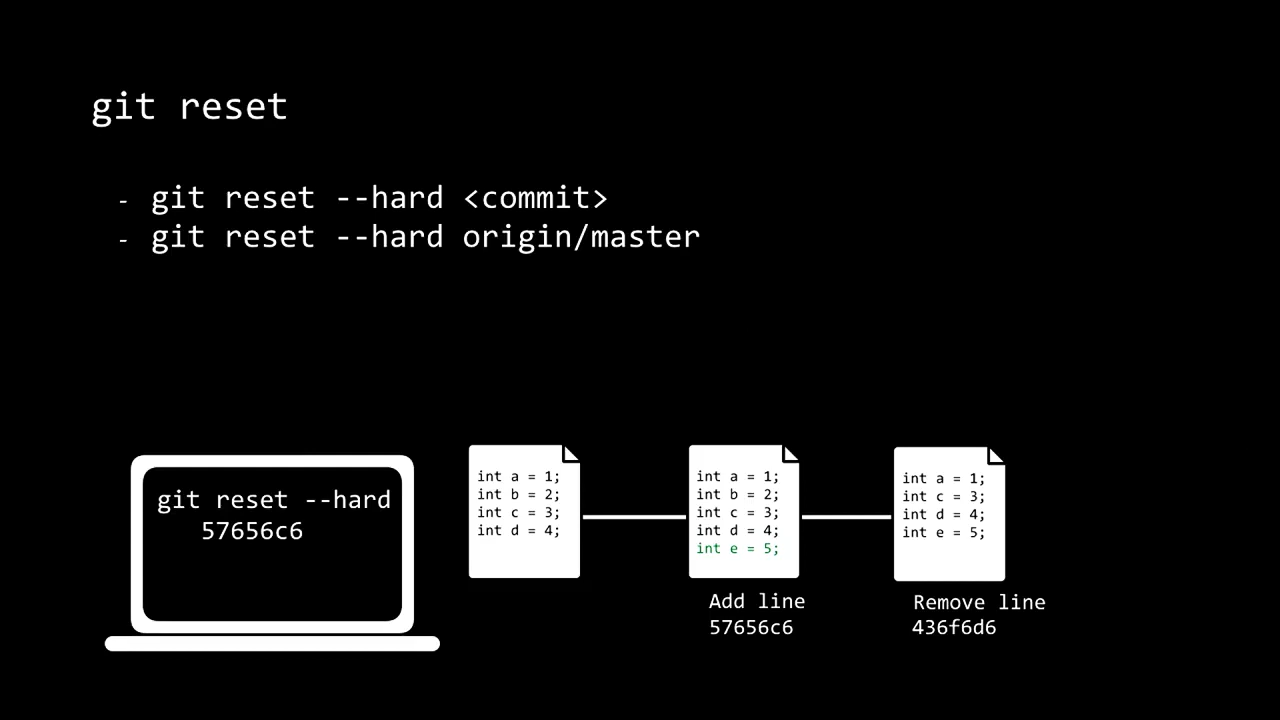 git reset
- git reset --hard <commit>
- git reset --hard origin/master
git reset --hard
57656c6
int a = 1;
int b = 2;
int c = 3;
int d = 4;
int a = 1;
int b = 2;
int c = 3;
int d = 4;
int e = 5;
Add line
57656c6
int a = 1;
int c = 3;
int d = 4;
int e = 5;
Remove line
436f6d6